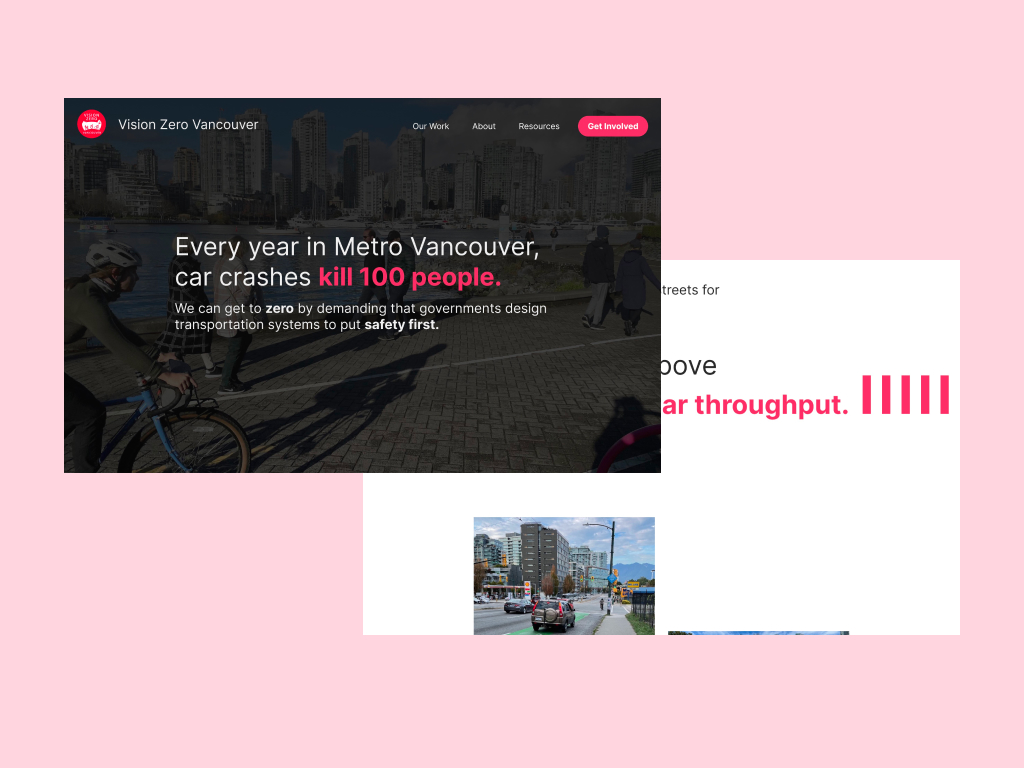 VISION
ZERO
Vision Zero Vancouver
Our Work
About
Resources
Get Involved
Every year in Metro Vancouver,
car crashes kill 100 people.
We can get to zero by demanding that governments design
transportation systems to put safety first.
treets for
bove
ar throughput.